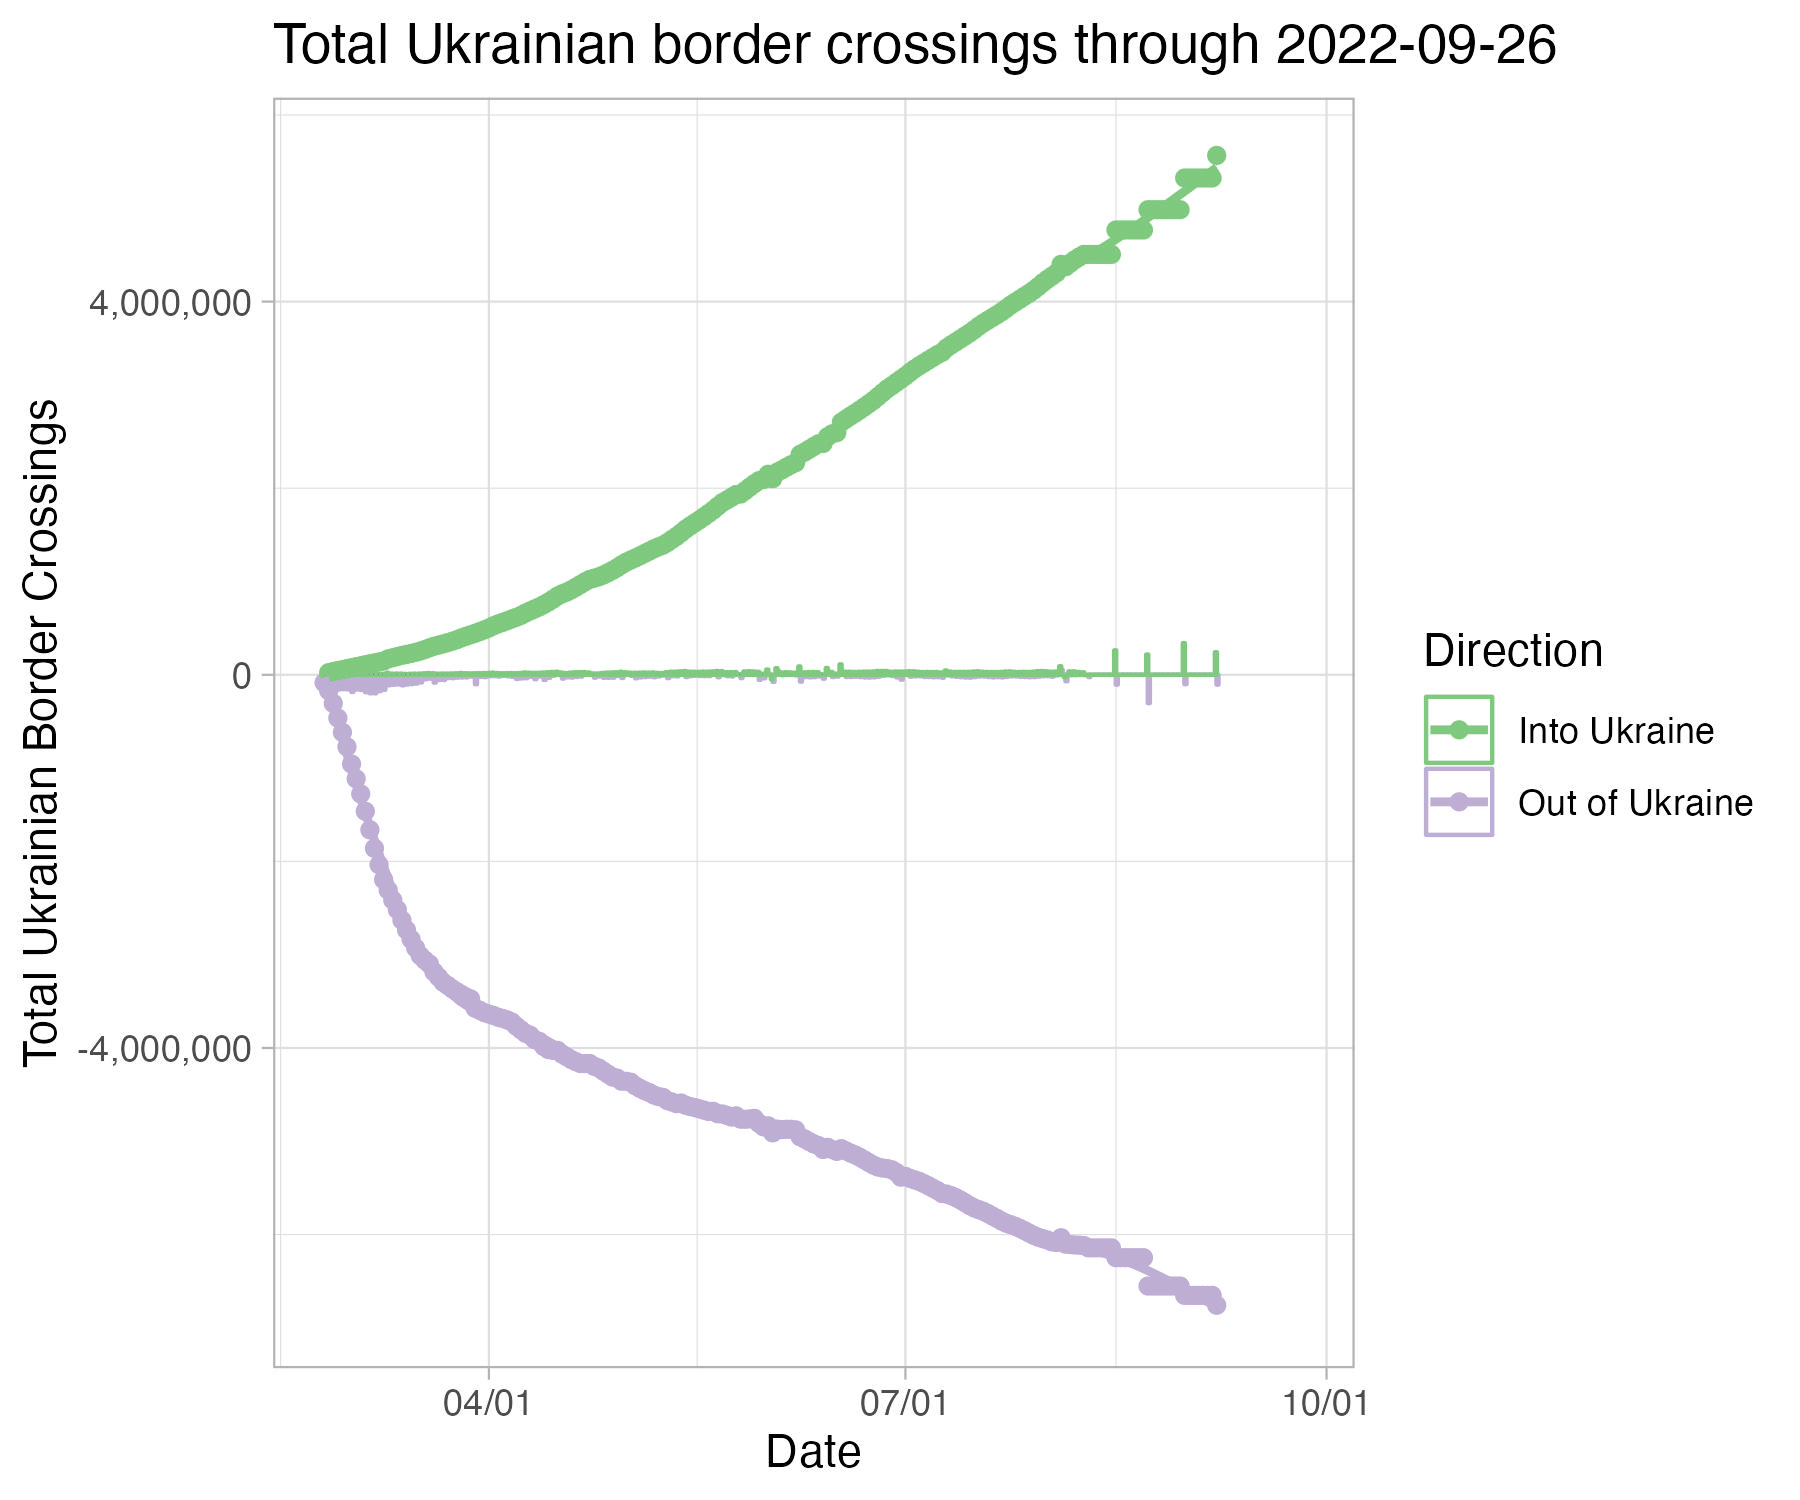 Total Ukrainian border crossings through 2022-09-26
Total Ukrainian Border Crossings
4,000,000
0
-4,000,000
04/01
07/01
10/01
Date
Direction
Into Ukraine
Out of Ukraine